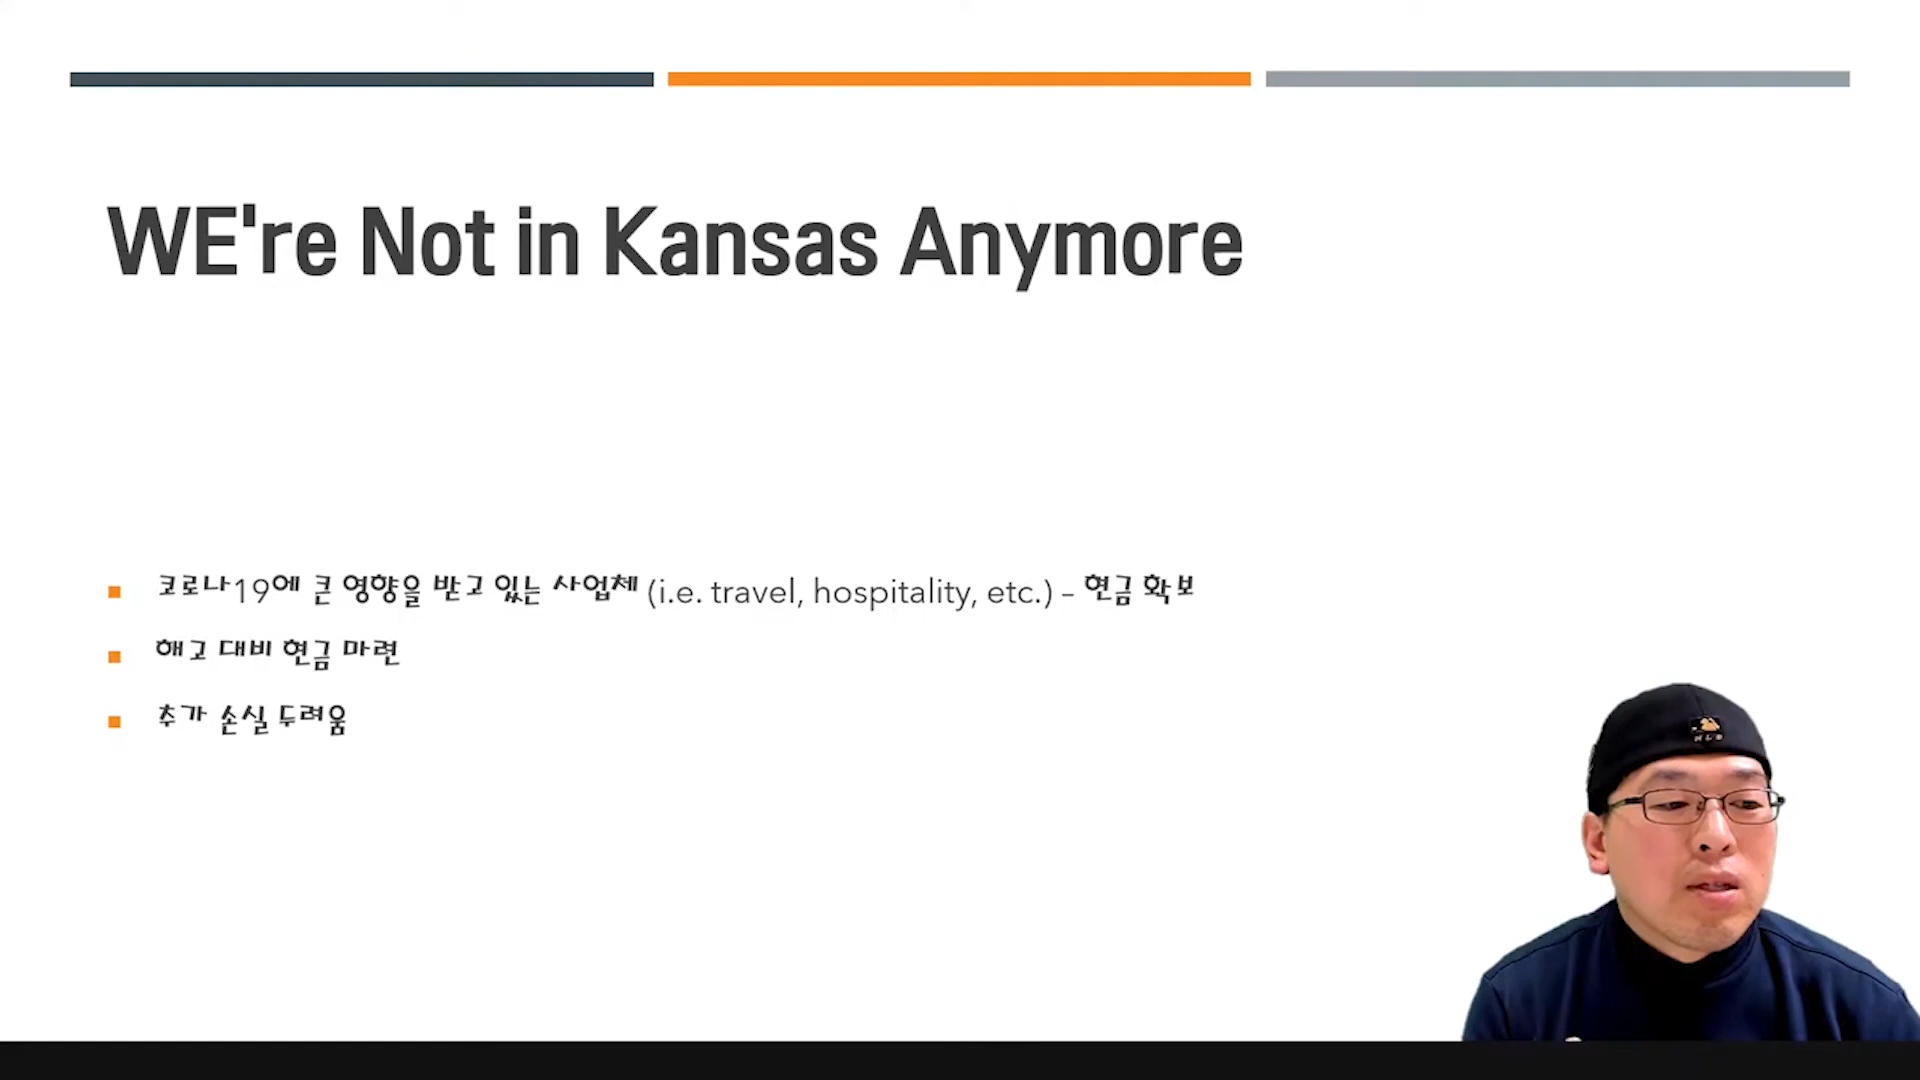 WE're Not in Kansas Anymore
코로나19에 큰 영향을 받고 있는 사업체 (i.e. travel, hospitality, etc.) – 현금 확보
해고 대비 현금 마련
추가 손실 두려움